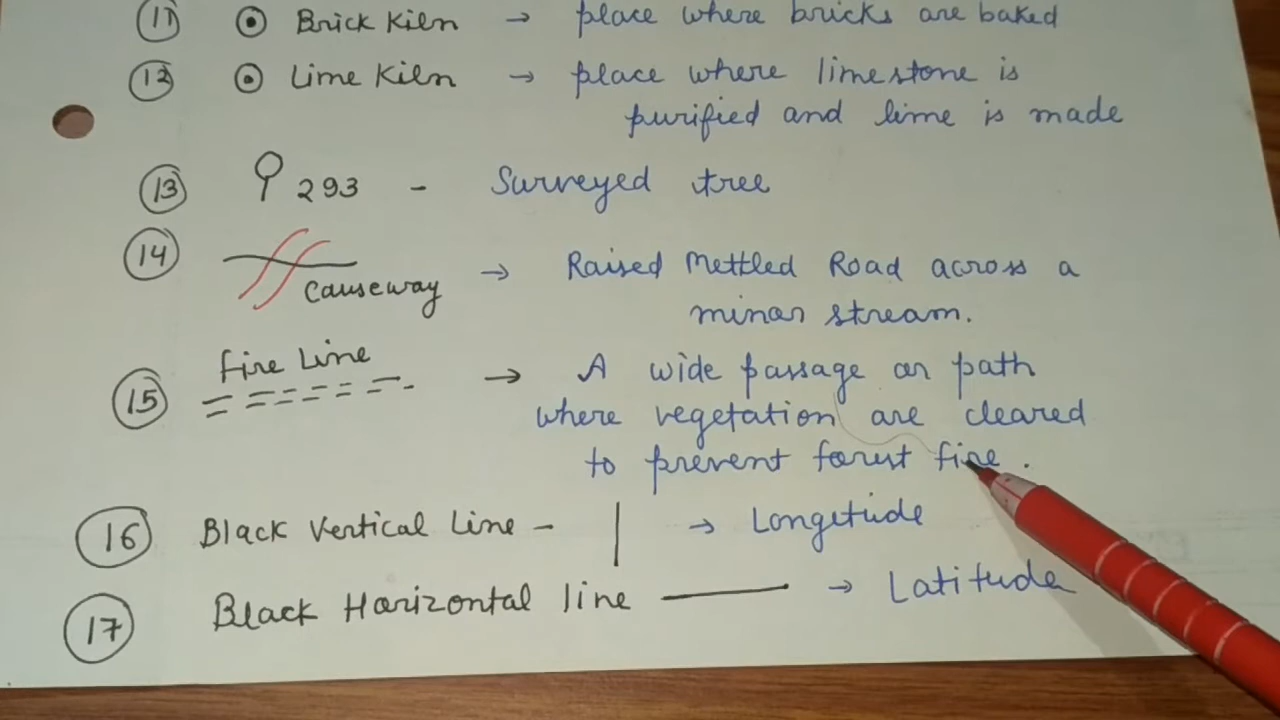 11 Brick Kiln → place where bricks are baked
12 Lime Kiln → place where limestone is
purified and lime is made
13 293 - Surveyed tree
14 Causeway → Raised Mettled Road across a
minor stream.
15 Fire Line → A wide passage or path
where vegetation are cleared
to prevent forest fire.
16 Black Vertical Line - → Longetude
17 Black Horizontal line → Latitude